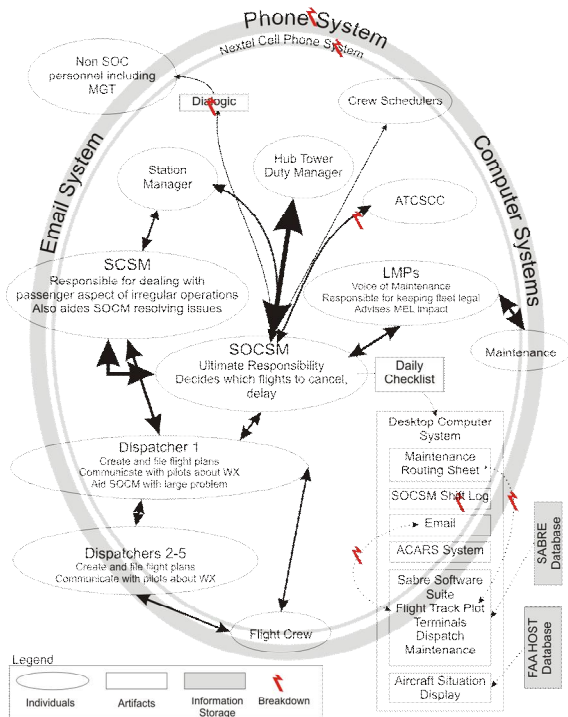 Phone System
Nextel Cell Phone System
Email System
Computer Systems
Non SOC
personnel including
MGT
Dialogic
Crew Schedulers
Hub Tower
Duty Manager
Station
Manager
ATCSCC
SCSM
Responsible for dealing with
passenger aspect of irregular operations
Also aides SOCM resolving issues
LMPs
Voice of Maintenance
Responsible for keeping fleet legal
Advises MEL Impact
Maintenance
SOCSM
Ultimate Responsibility
Decides which flights to cancel,
delay
Daily
Checklist
Dispatcher 1
Create and file flight plans
Communicate with pilots about WX
Aid SOCM with large problem
Dispatchers 2-5
Create and file flight plans
Communicate with pilots about WX
Flight Crew
Desktop Computer
System
Maintenance
Routing Sheet
SOCSM Shift Log
Email
ACARS System
Sabre Software
Suite
Flight Track Plot
Terminals
Dispatch
Maintenance
Aircraft Situation
Display
SABRE
Database
FAA HOST
Database
Legend
Individuals
Artifacts
Information
Storage
Breakdown